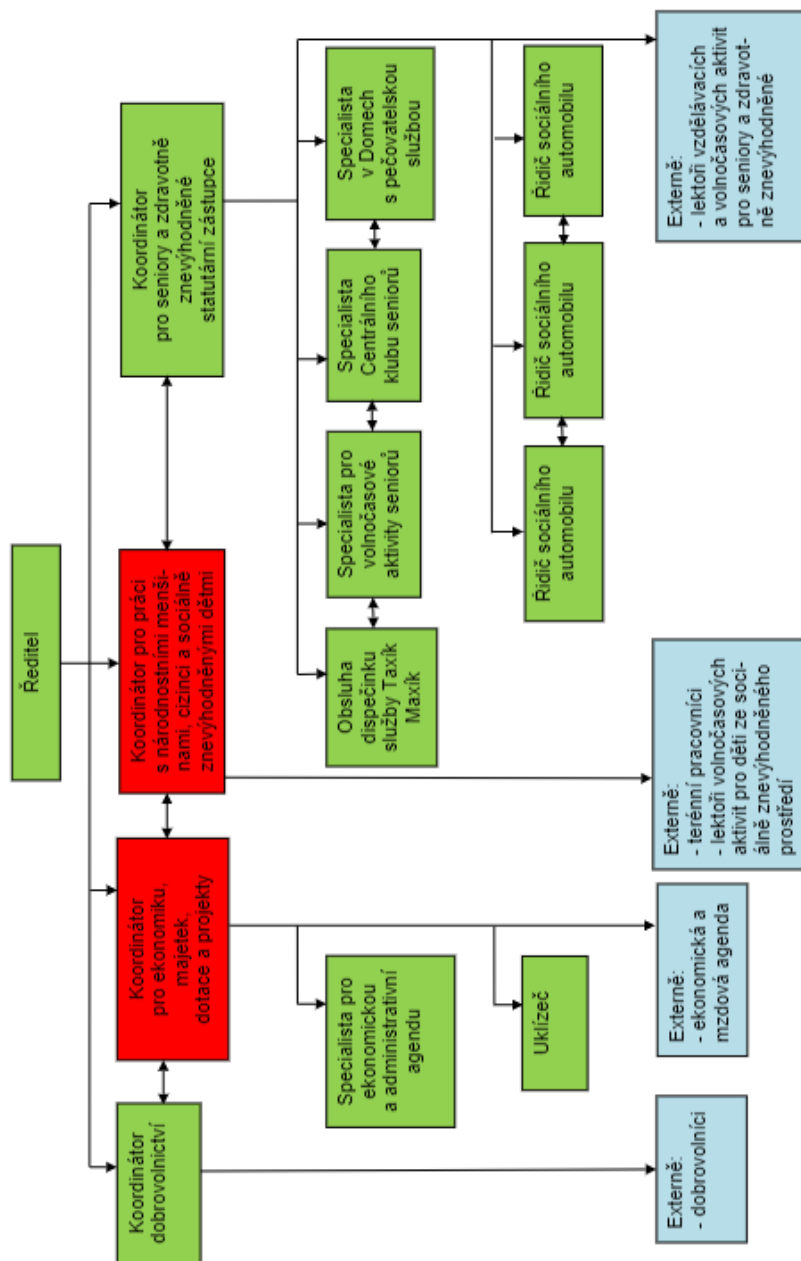 Ředitel
Koordinátor
dobrovolnictví
Koordinátor
pro ekonomiku,
majetek,
dotace a projekty
Koordinátor pro práci
s národnostními menši-
nami, cizinci a sociálně
znevýhodněnými dětmi
Koordinátor
pro seniory a zdravotně
znevýhodněné
statutární zástupce
Specialista pro
ekonomickou
a administrativní
agendu
Obsluha
dispečinku
služby Taxík
Maxík
Specialista pro
volnočasové
aktivity seniorů
Specialista
Centrálního
klubu seniorů
Specialista
v Domech
s pečovatelskou
službou
Uklízeč
Řidič sociálního
automobilu
Řidič sociálního
automobilu
Řidič sociálního
automobilu
Externě:
- dobrovolníci
Externě:
- ekonomická a
mzdová agenda
Externě:
- terénní pracovníci
- lektoři volnočasových
aktivit pro děti ze soci-
álně znevýhodněného
prostředí
Externě:
- lektoři vzdělávacích
a volnočasových aktivit
pro seniory a zdravot-
ně znevýhodněné